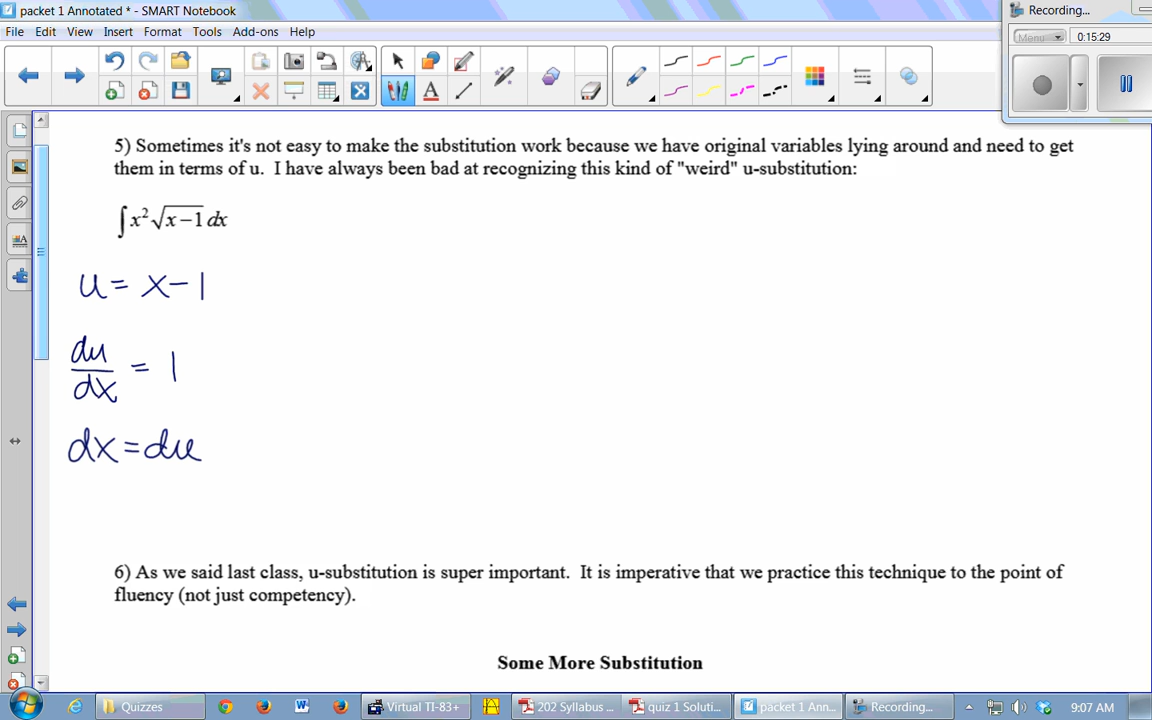 packet 1 Annotated * - SMART Notebook
Recording...
File Edit View Insert Format Tools Add-ons Help
Menu
0:15:29
5) Sometimes it's not easy to make the substitution work because we have original variables lying around and need to get
them in terms of u. I have always been bad at recognizing this kind of "weird" u-substitution:
∫x²√(x−1) dx
u = x − 1
du/dx = 1
dx = du
6) As we said last class, u-substitution is super important. It is imperative that we practice this technique to the point of
fluency (not just competency).
Some More Substitution
Quizzes
Virtual TI-83+
202 Syllabus ...
quiz 1 Soluti...
packet 1 Ann...
Recording...
9:07 AM